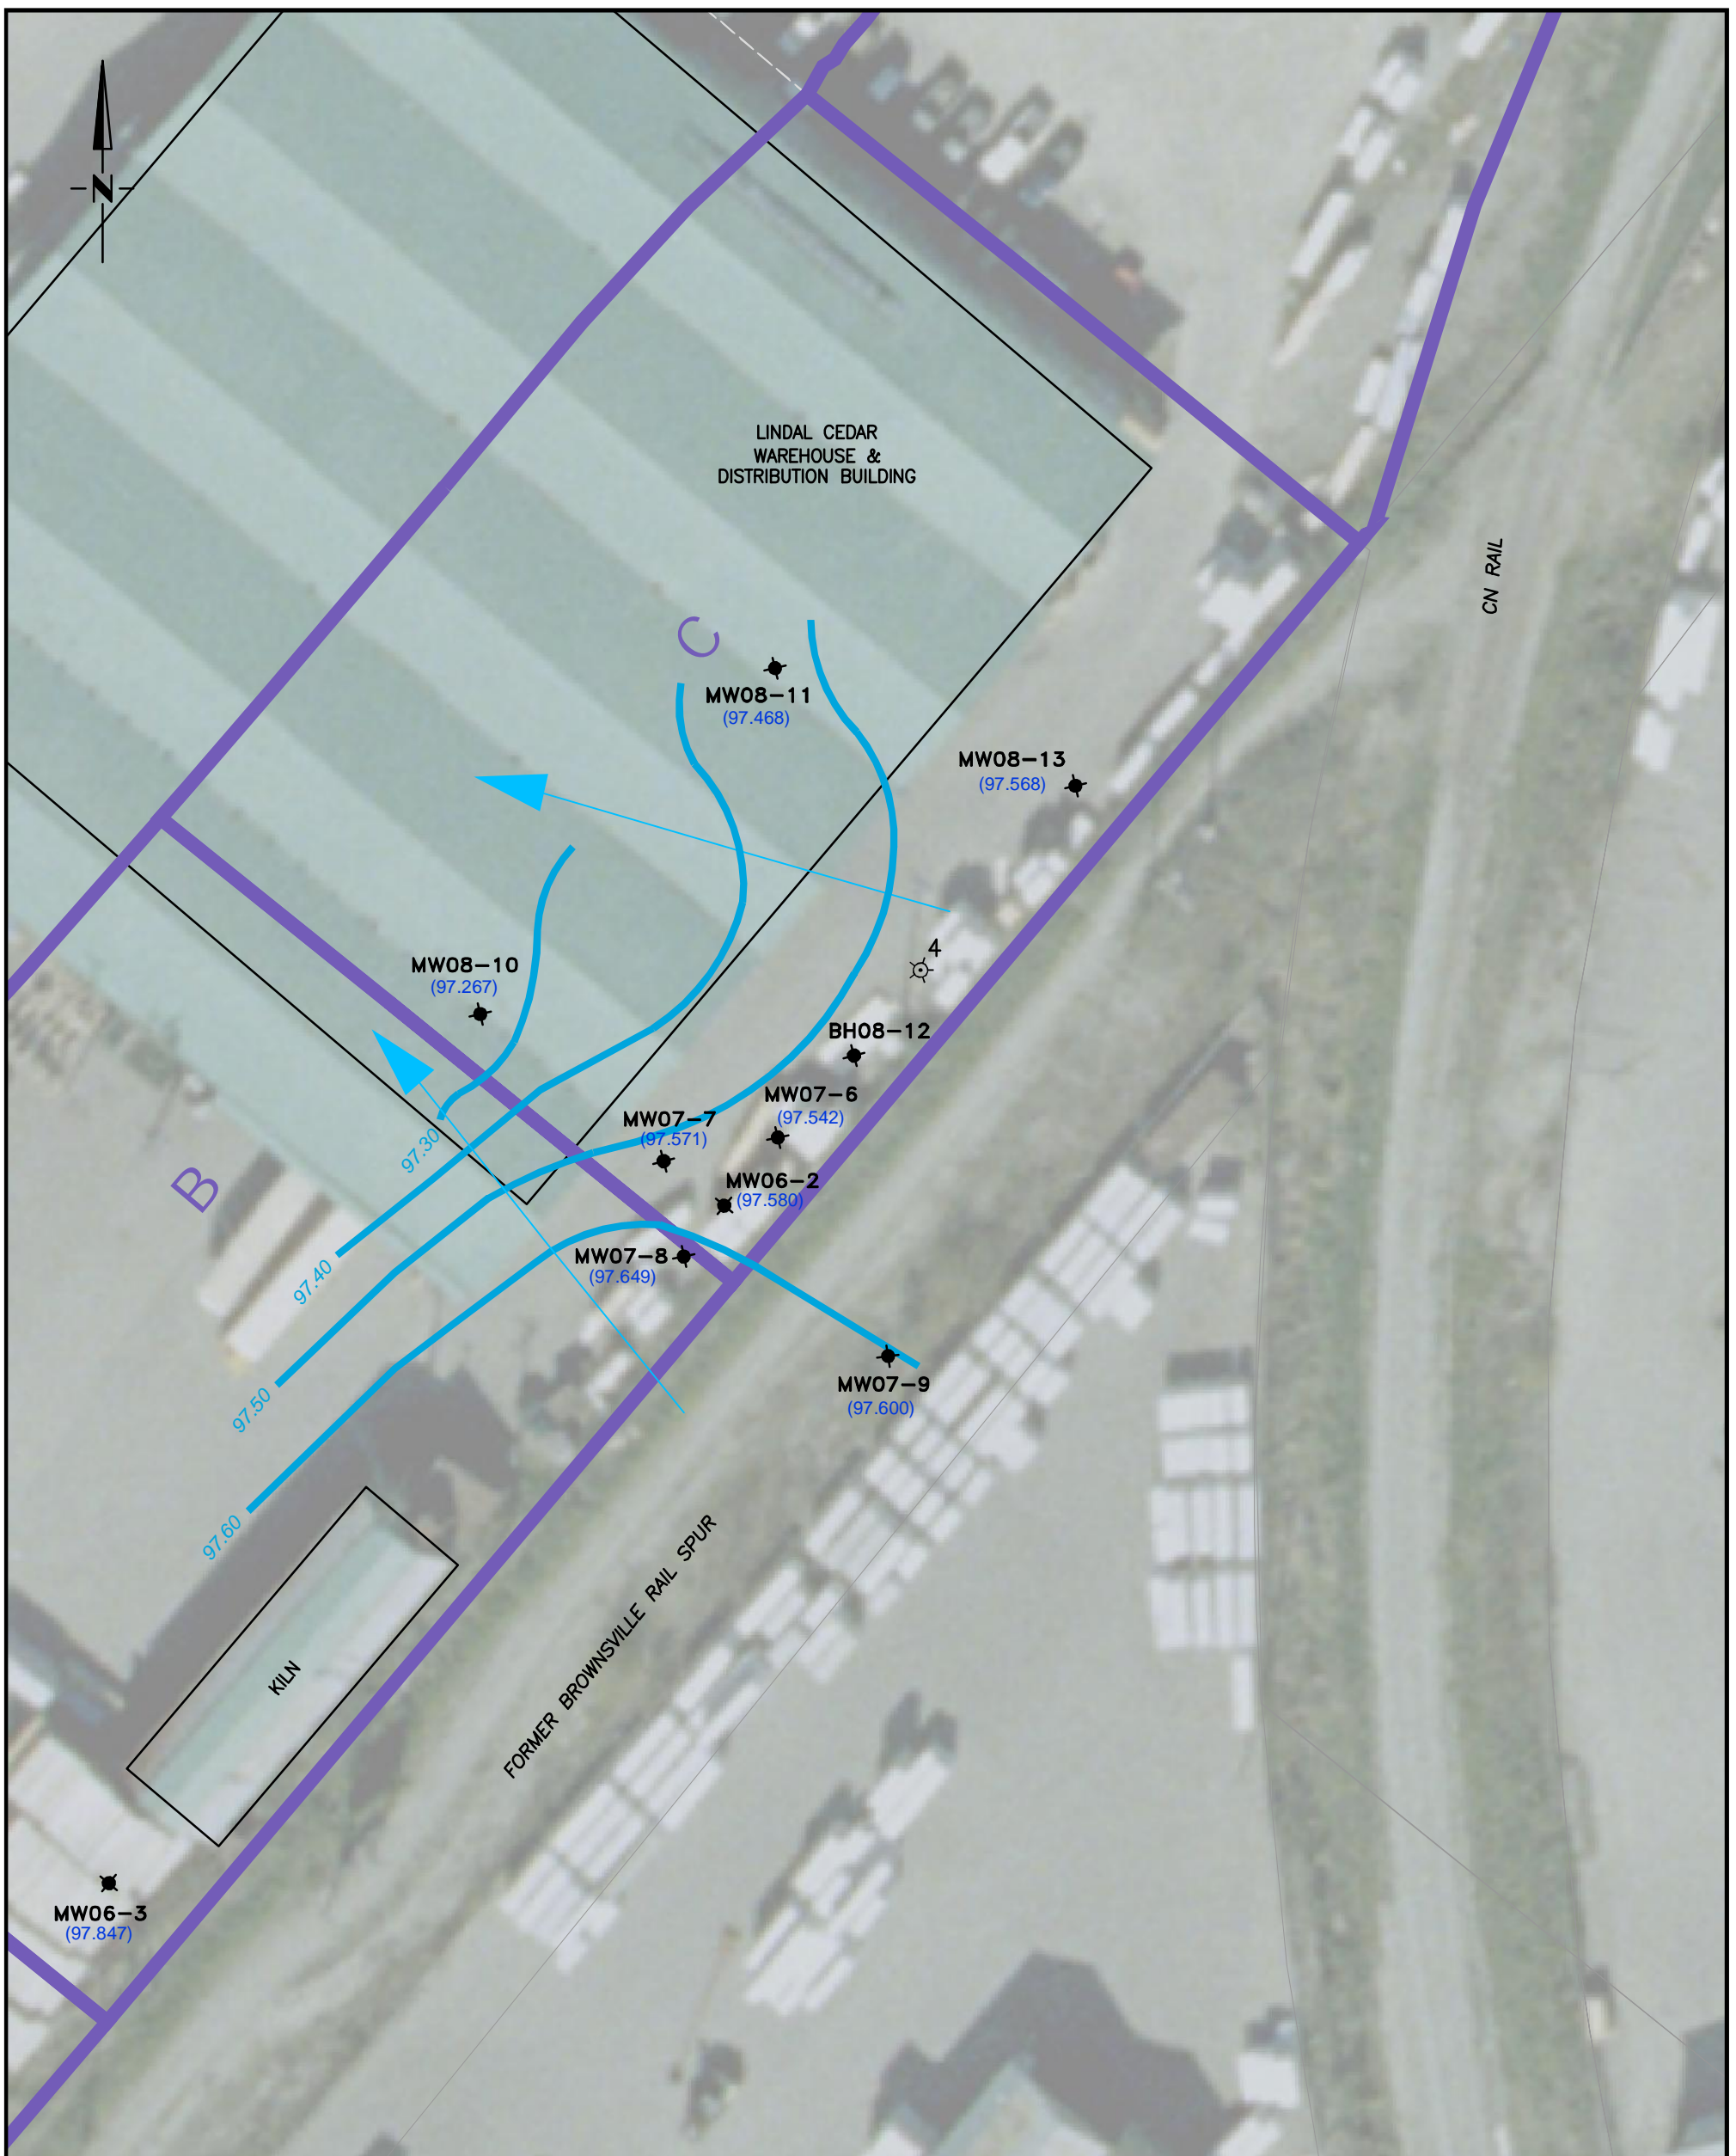 N
LINDAL CEDAR
WAREHOUSE &
DISTRIBUTION BUILDING
CN RAIL
C
MW08-11
(97.468)
MW08-13
(97.568)
4
MW08-10
(97.267)
BH08-12
MW07-6
(97.542)
MW07-7
(97.571)
97.30
MW06-2
(97.580)
B
MW07-8
(97.649)
97.40
MW07-9
(97.600)
97.50
97.60
FORMER BROWNSVILLE RAIL SPUR
KILN
MW06-3
(97.847)